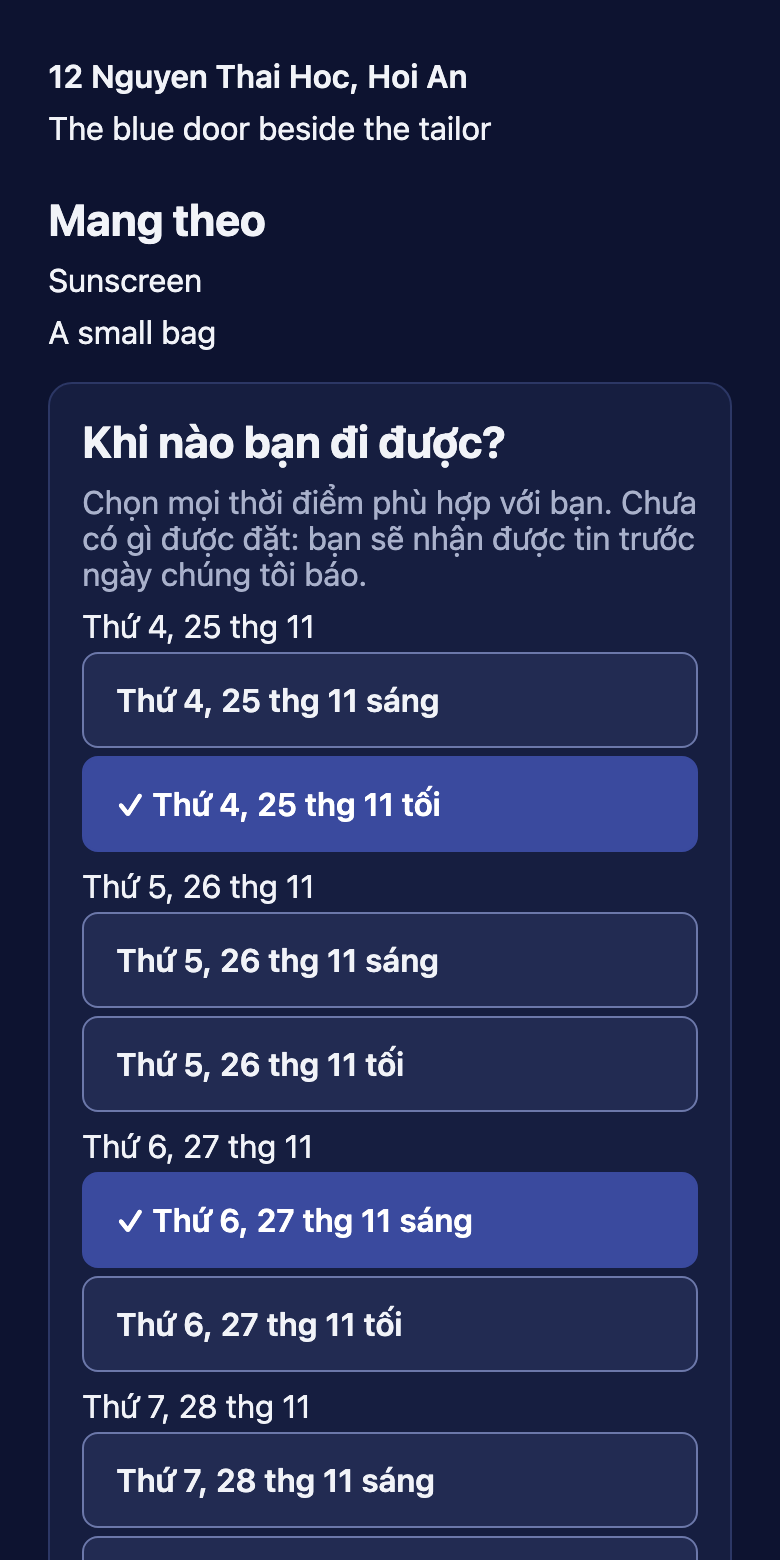 12 Nguyen Thai Hoc, Hoi An
The blue door beside the tailor
Mang theo
Sunscreen
A small bag
Khi nào bạn đi được?
Chọn mọi thời điểm phù hợp với bạn. Chưa
có gì được đặt: bạn sẽ nhận được tin trước
ngày chúng tôi báo.
Thứ 4, 25 thg 11
Thứ 4, 25 thg 11 sáng
✓ Thứ 4, 25 thg 11 tối
Thứ 5, 26 thg 11
Thứ 5, 26 thg 11 sáng
Thứ 5, 26 thg 11 tối
Thứ 6, 27 thg 11
✓ Thứ 6, 27 thg 11 sáng
Thứ 6, 27 thg 11 tối
Thứ 7, 28 thg 11
Thứ 7, 28 thg 11 sáng